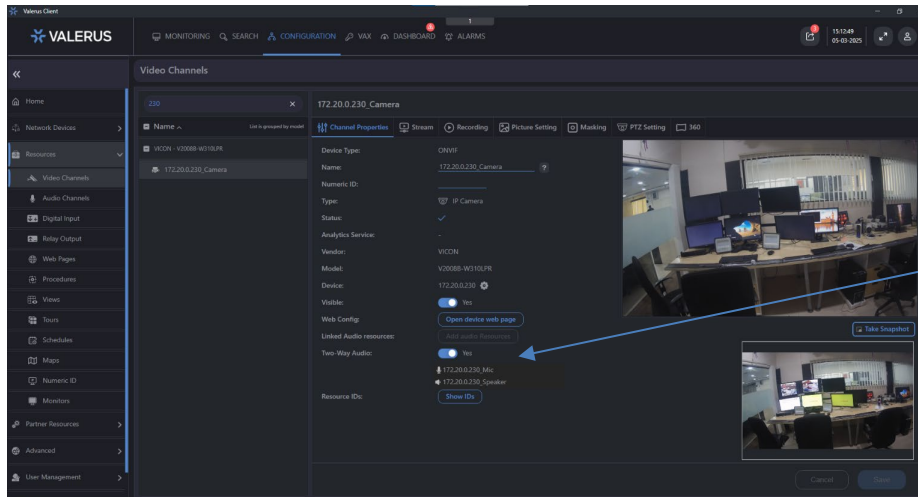 Valerus Client
VALERUS
MONITORING
SEARCH
CONFIGURATION
VAX
DASHBOARD
ALARMS
1
3
15:12:49
05-03-2025
Video Channels
Home
Network Devices
Resources
Video Channels
Audio Channels
Digital Input
Relay Output
Web Pages
Procedures
Views
Tours
Schedules
Maps
Numeric ID
Monitors
Partner Resources
Advanced
User Management
230
Name
List is grouped by model
VICON - V2008B-W310LPR
172.20.0.230_Camera
172.20.0.230_Camera
Channel Properties
Stream
Recording
Picture Setting
Masking
PTZ Setting
360
Device Type: ONVIF
Name: 172.20.0.230_Camera ?
Numeric ID:
Type: IP Camera
Status:
Analytics Service: -
Vendor: VICON
Model: V2008B-W310LPR
Device: 172.20.0.230
Visible: Yes
Web Config: Open device web page
Linked Audio resources: Add audio Resources
Two-Way Audio: Yes
172.20.0.230_Mic
172.20.0.230_Speaker
Resource IDs: Show IDs
Take Snapshot
Cancel
Save